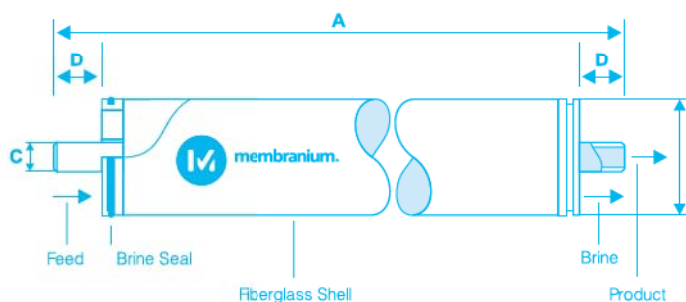 A
D
D
C
membranium.
Feed
Brine Seal
Brine
Fiberglass Shell
Product